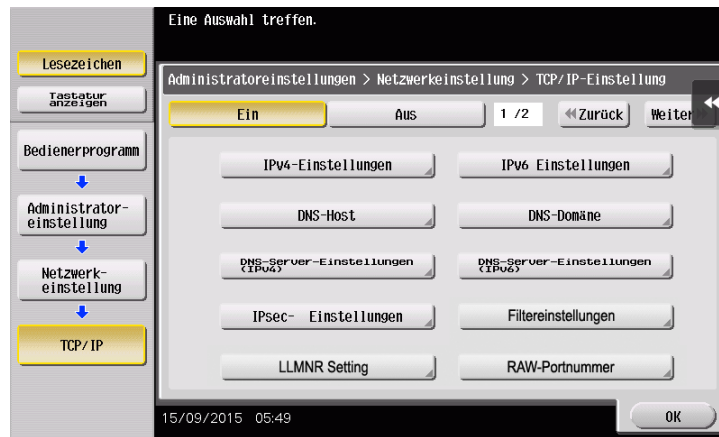 Eine Auswahl treffen.
Lesezeichen
Tastatur
anzeigen
Bedienerprogramm
Administrator-
einstellung
Netzwerk-
einstellung
TCP/IP
Administratoreinstellungen > Netzwerkeinstellung > TCP/IP-Einstellung
Ein
Aus
1 /2
Zurück
Weiter
IPv4-Einstellungen
IPv6 Einstellungen
DNS-Host
DNS-Domäne
DNS-Server-Einstellungen
(IPv4)
DNS-Server-Einstellungen
(IPv6)
IPsec- Einstellungen
Filtereinstellungen
LLMNR Setting
RAW-Portnummer
15/09/2015 05:49
OK